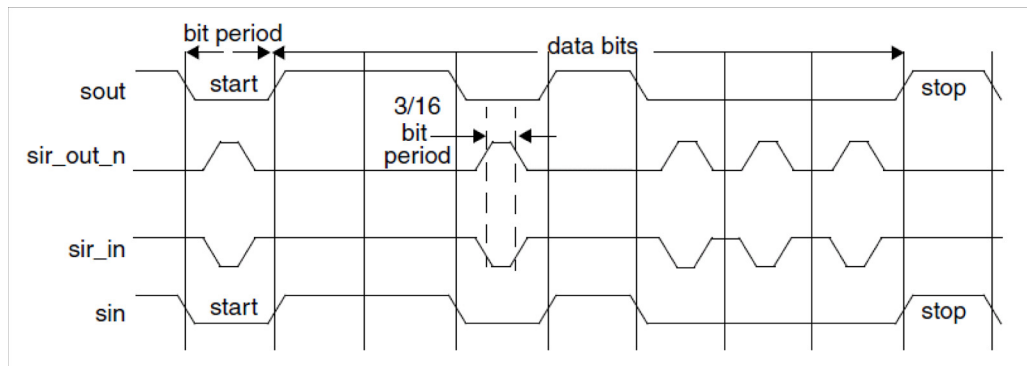 bit period
data bits
sout
start
stop
3/16
bit
period
sir_out_n
sir_in
sin
start
stop